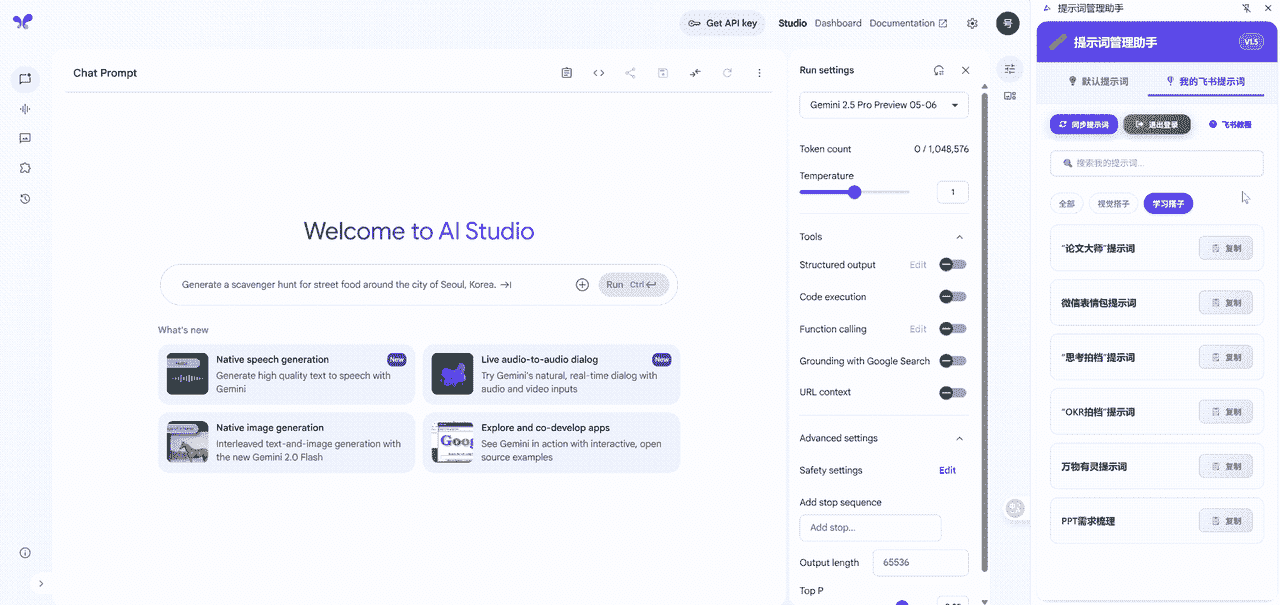 Get API key
Studio
Dashboard
Documentation
号
Chat Prompt
Welcome to AI Studio
Generate a scavenger hunt for street food around the city of Seoul, Korea.
Run Ctrl
What's new
Native speech generation
New
Generate high quality text to speech with
Gemini
Live audio-to-audio dialog
New
Try Gemini's natural, real-time dialog with
audio and video inputs
Native image generation
Interleaved text-and-image generation with
the new Gemini 2.0 Flash
Explore and co-develop apps
See Gemini in action with interactive, open
source examples
Goog
Run settings
Gemini 2.5 Pro Preview 05-06
Token count
0 / 1,048,576
Temperature
1
Tools
Structured output
Edit
Code execution
Function calling
Edit
Grounding with Google Search
URL context
Advanced settings
Safety settings
Edit
Add stop sequence
Add stop...
Output length
65536
Top P
提示词管理助手
提示词管理助手
V1.5
默认提示词
我的飞书提示词
同步提示词
退出登录
飞书教程
搜索我的提示词...
全部
视觉搭子
学习搭子
“论文大师”提示词
复制
微信表情包提示词
复制
“思考拍档”提示词
复制
“OKR拍档”提示词
复制
万物有灵提示词
复制
PPT需求梳理
复制